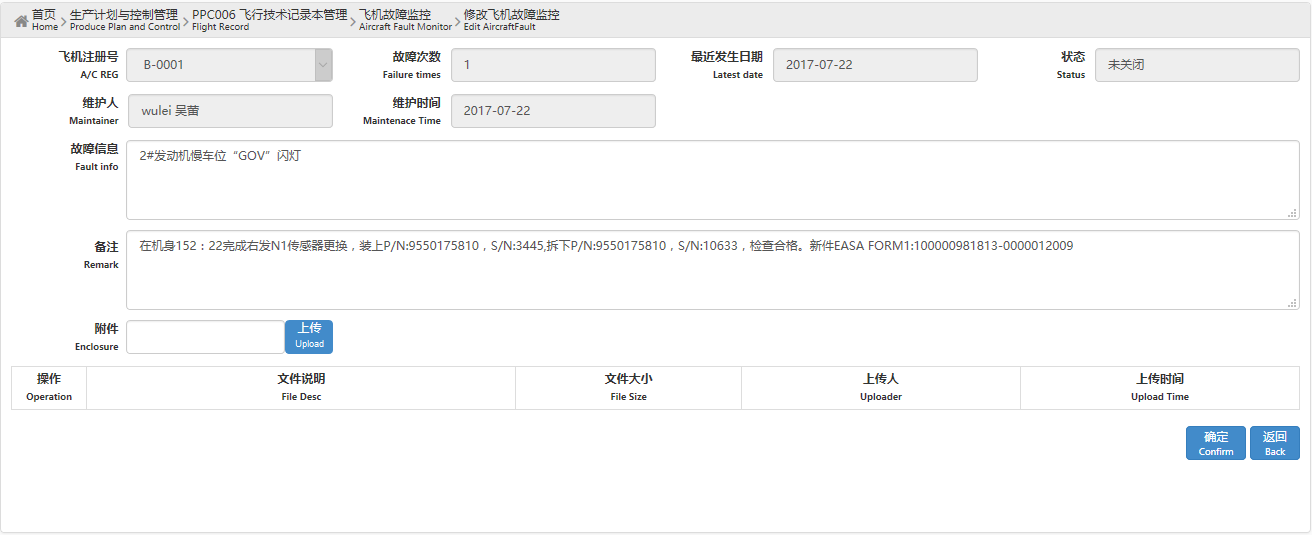 首页 生产计划与控制管理 PPC006 飞行技术记录本管理 飞机故障监控 修改飞机故障监控
Home Produce Plan and Control Flight Record Aircraft Fault Monitor Edit AircraftFault
飞机注册号 B-0001 故障次数 1 最近发生日期 2017-07-22 状态 未关闭
A/C REG Failure times Latest date Status
维护人 wulei 吴蕾 维护时间 2017-07-22
Maintainer Maintenace Time
故障信息 2#发动机慢车位“GOV”闪灯
Fault info
备注 在机身152：22完成右发N1传感器更换，装上P/N:9550175810，S/N:3445,拆下P/N:9550175810，S/N:10633，检查合格。新件EASA FORM1:100000981813-0000012009
Remark
附件 上传
Enclosure Upload
操作 文件说明 文件大小 上传人 上传时间
Operation File Desc File Size Uploader Upload Time
确定 返回
Confirm Back